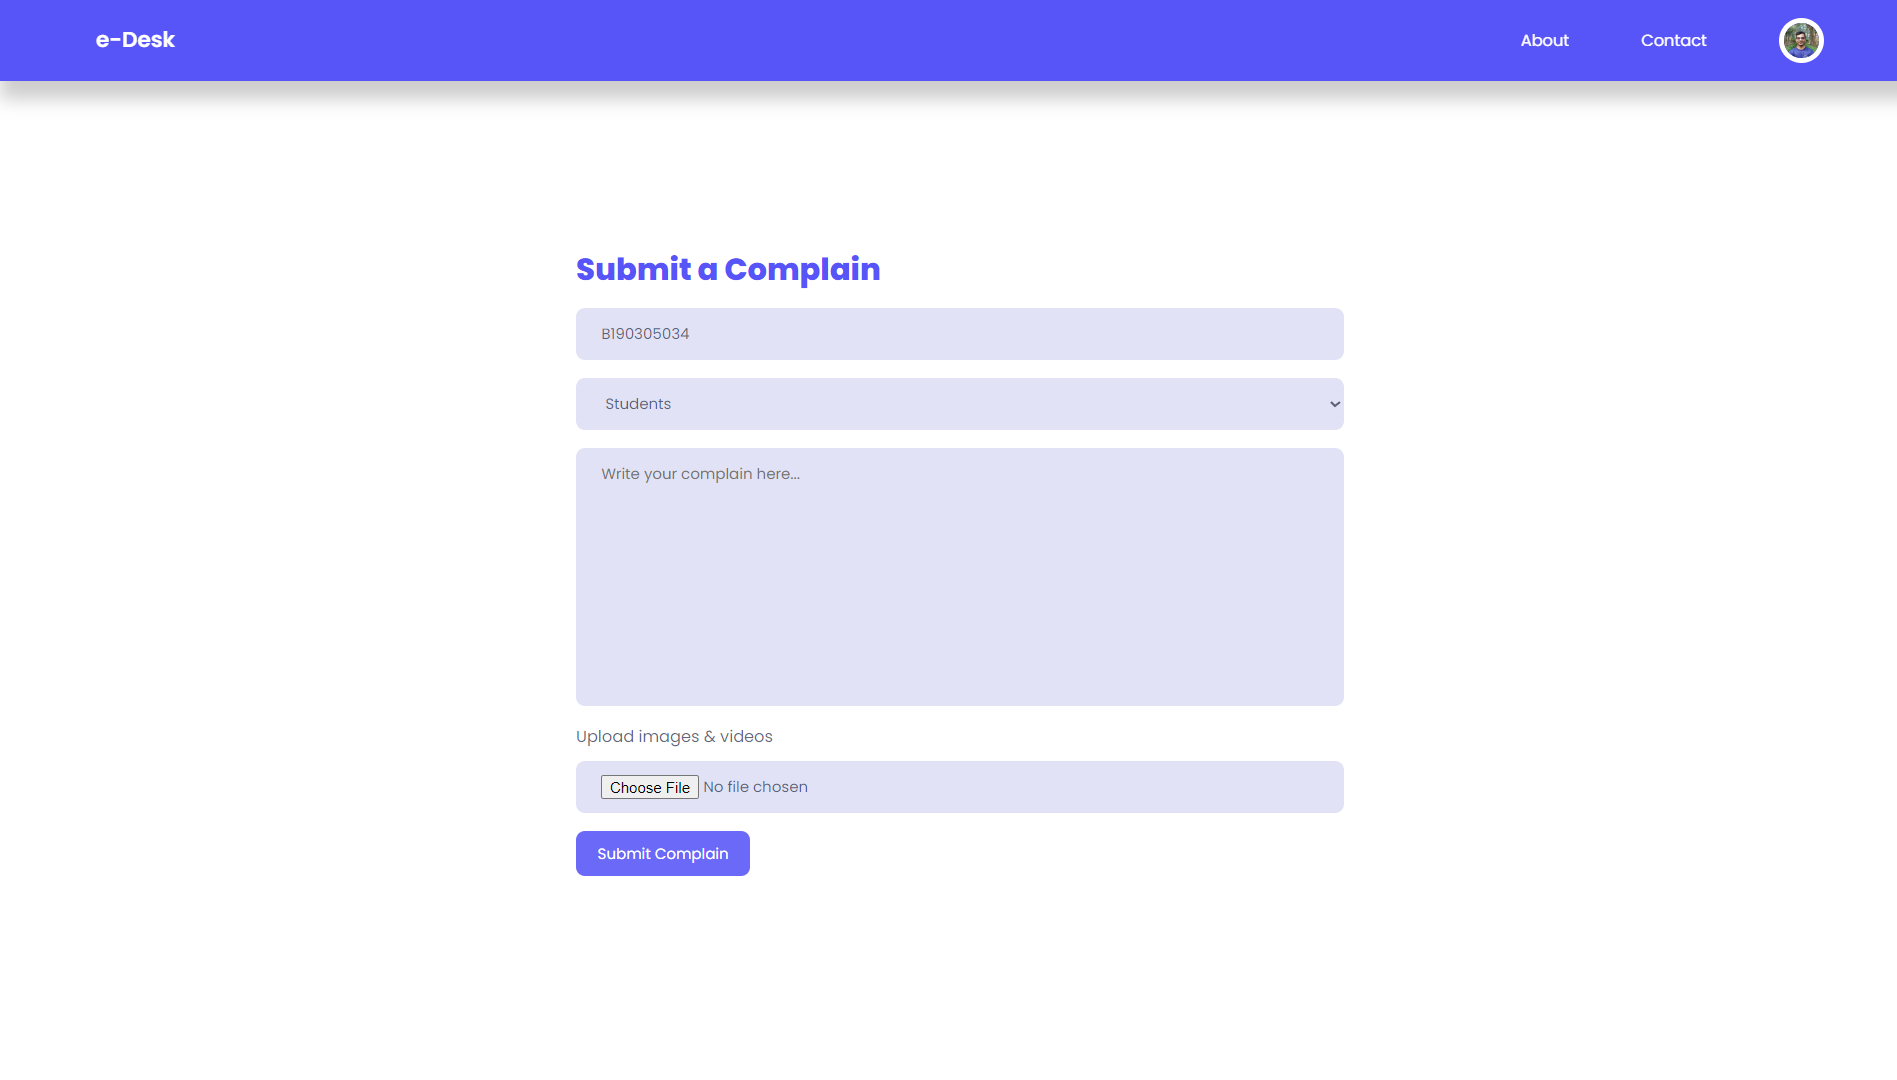 e-Desk
About
Contact
Submit a Complain
B190305034
Students
Write your complain here...
Upload images & videos
Choose File No file chosen
Submit Complain